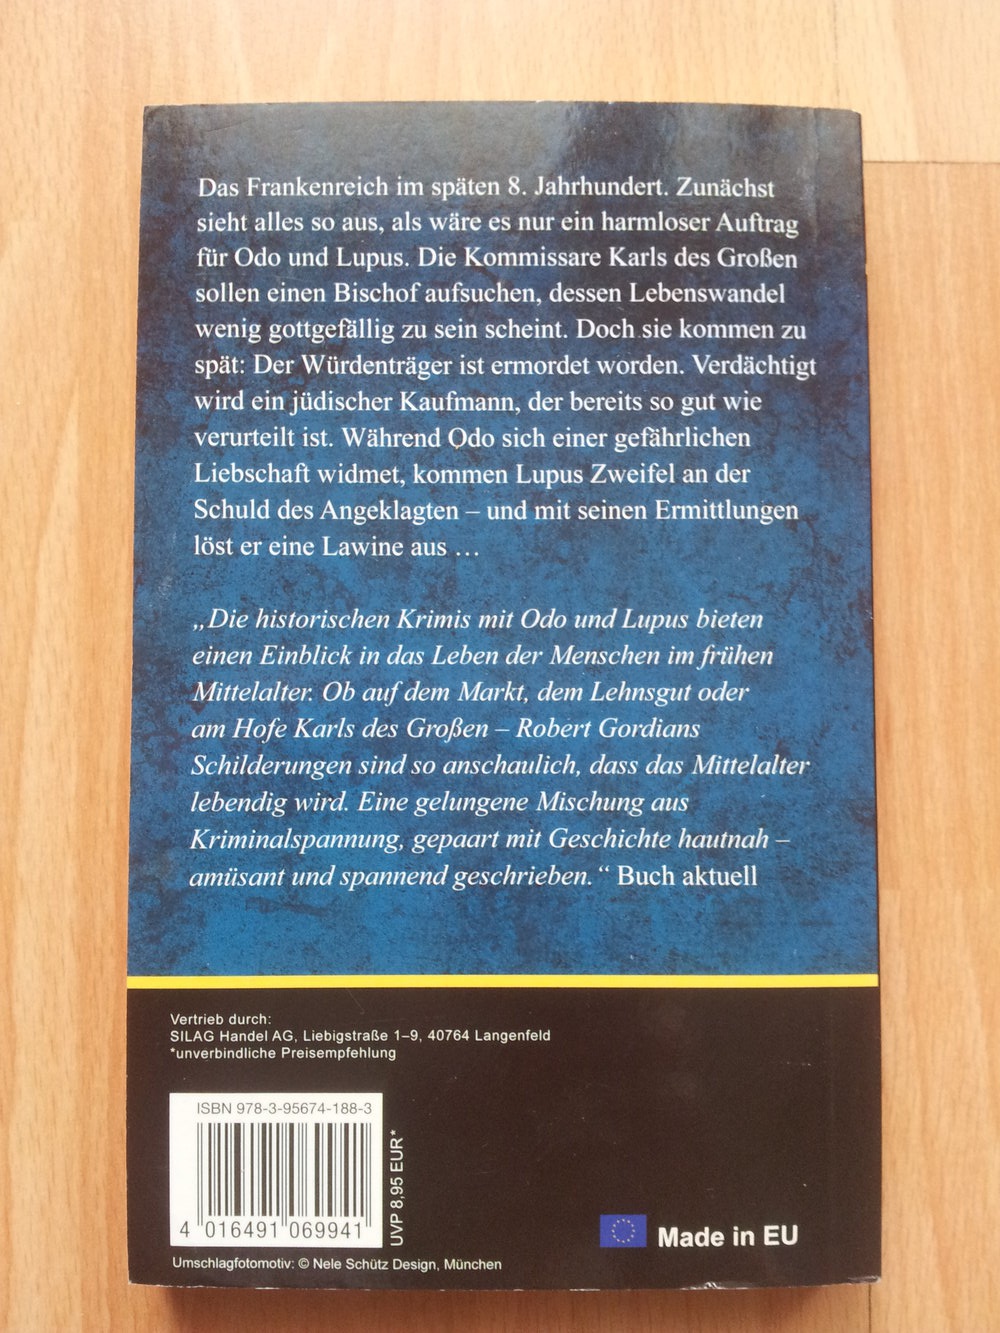 Das Frankenreich im späten 8. Jahrhundert. Zunächst
sieht alles so aus, als wäre es nur ein harmloser Auftrag
für Odo und Lupus. Die Kommissare Karls des Großen
sollen einen Bischof aufsuchen, dessen Lebenswandel
wenig gottgefällig zu sein scheint. Doch sie kommen zu
spät: Der Würdenträger ist ermordet worden. Verdächtigt
wird ein jüdischer Kaufmann, der bereits so gut wie
verurteilt ist. Während Odo sich einer gefährlichen
Liebschaft widmet, kommen Lupus Zweifel an der
Schuld des Angeklagten – und mit seinen Ermittlungen
löst er eine Lawine aus …
„Die historischen Krimis mit Odo und Lupus bieten
einen Einblick in das Leben der Menschen im frühen
Mittelalter. Ob auf dem Markt, dem Lehnsgut oder
am Hofe Karls des Großen – Robert Gordians
Schilderungen sind so anschaulich, dass das Mittelalter
lebendig wird. Eine gelungene Mischung aus
Kriminalspannung, gepaart mit Geschichte hautnah –
amüsant und spannend geschrieben.“ Buch aktuell
Vertrieb durch:
SILAG Handel AG, Liebigstraße 1–9, 40764 Langenfeld
*unverbindliche Preisempfehlung
ISBN 978-3-95674-188-3
4 016491 069941
UVP 8,95 EUR*
Made in EU
Umschlagfotomotiv: © Nele Schütz Design, München